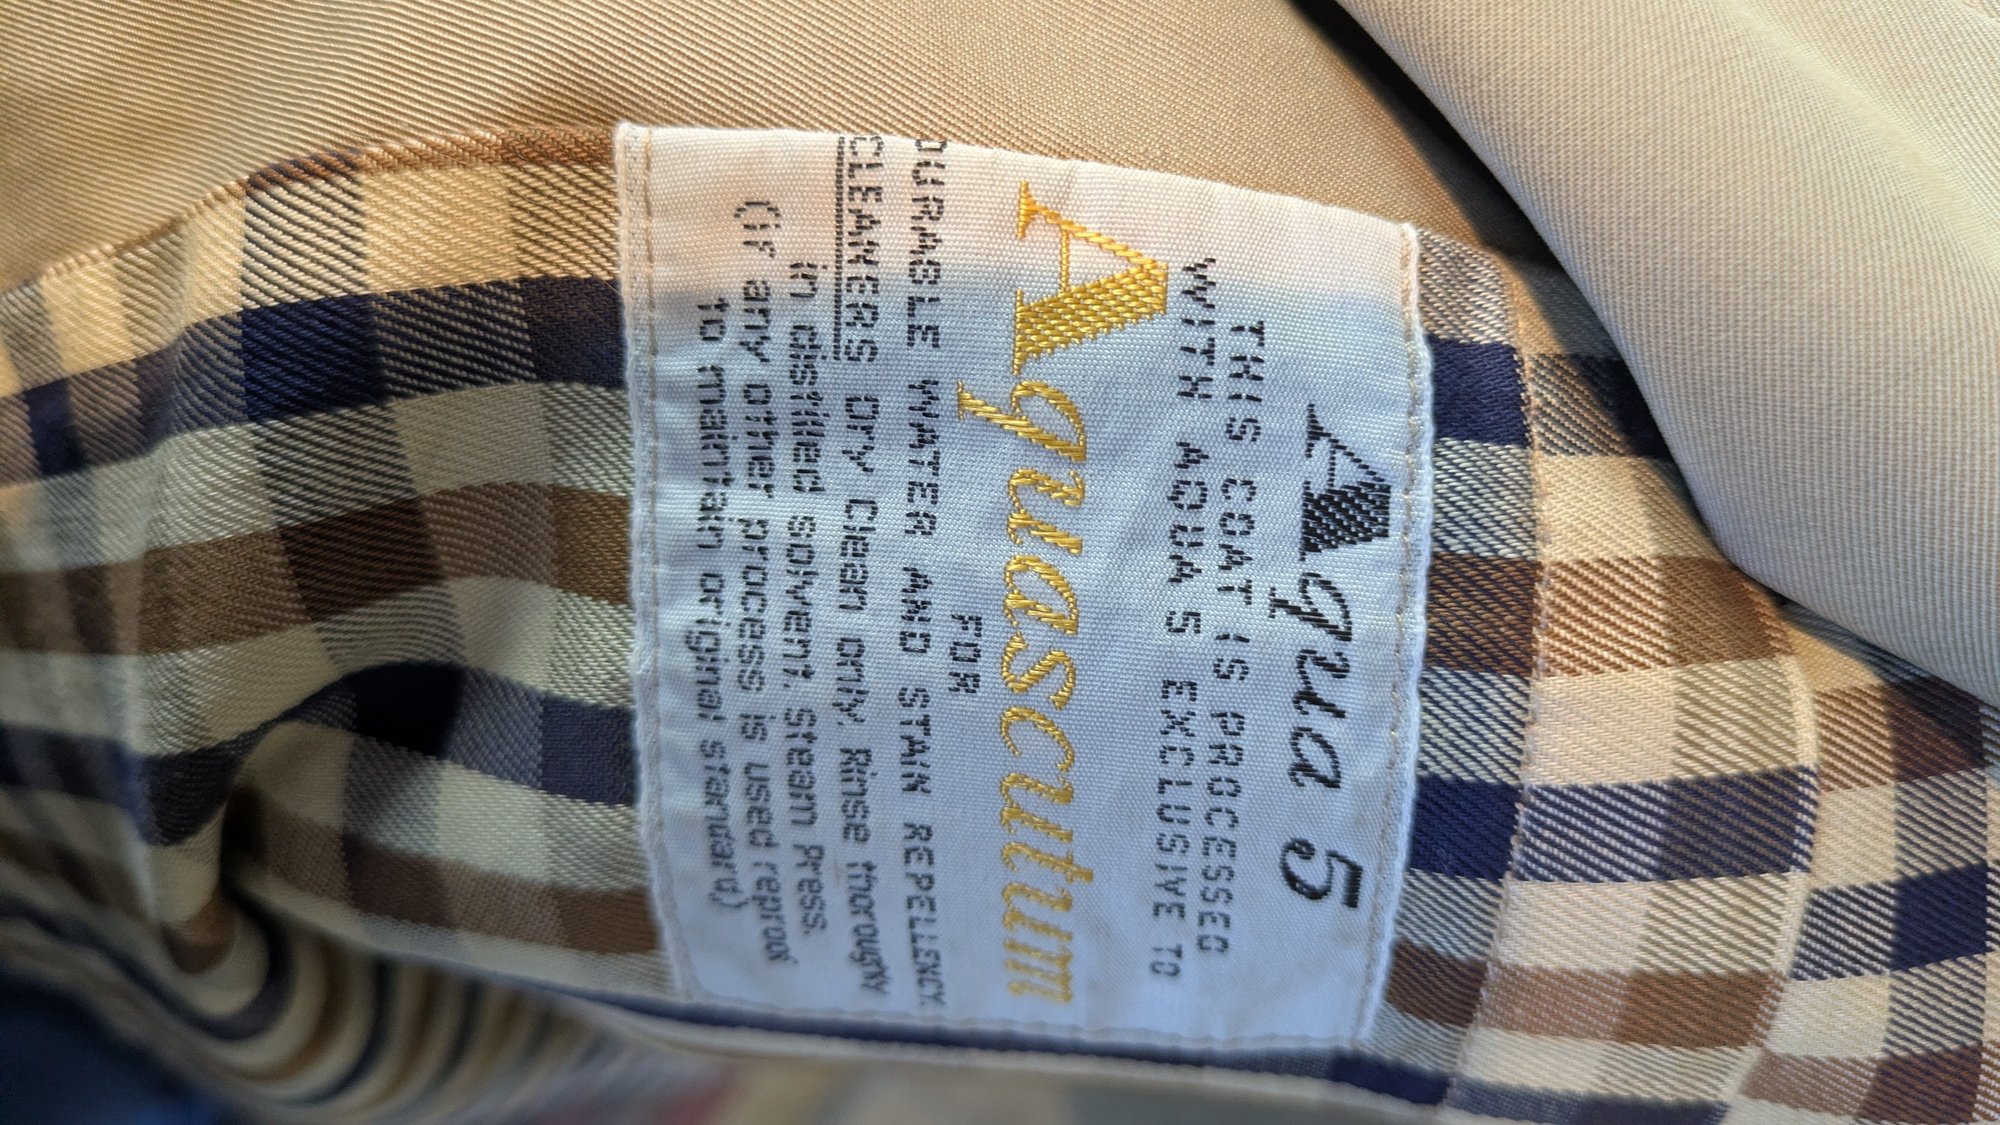 Aqua 5
THIS COAT IS PROCESSED
WITH AQUA 5 EXCLUSIVE TO
Aquascutum
FOR
DURABLE WATER AND STAIN REPELLENCY.
CLEANERS Dry Clean only. Rinse thoroughly
in distilled solvent. Steam Press.
(If any other process is used reproof
to maintain original standard)